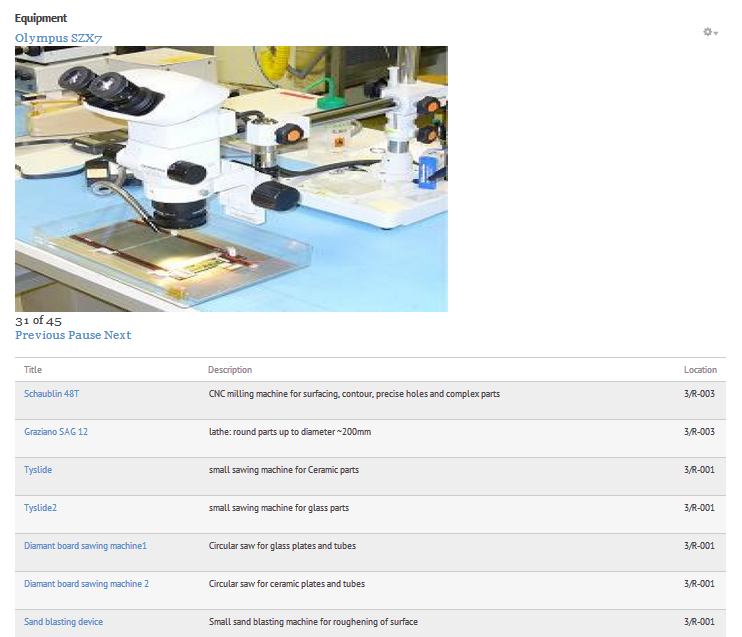 Equipment
Olympus SZX7
31 of 45
Previous Pause Next
Title Description Location
Schaublin 48T CNC milling machine for surfacing, contour, precise holes and complex parts 3/R-003
Graziano SAG 12 lathe: round parts up to diameter ~200mm 3/R-003
Tyslide small sawing machine for Ceramic parts 3/R-001
Tyslide2 small sawing machine for glass parts 3/R-001
Diamant board sawing machine1 Circular saw for glass plates and tubes 3/R-001
Diamant board sawing machine 2 Circular saw for ceramic plates and tubes 3/R-001
Sand blasting device Small sand blasting machine for roughening of surface 3/R-001